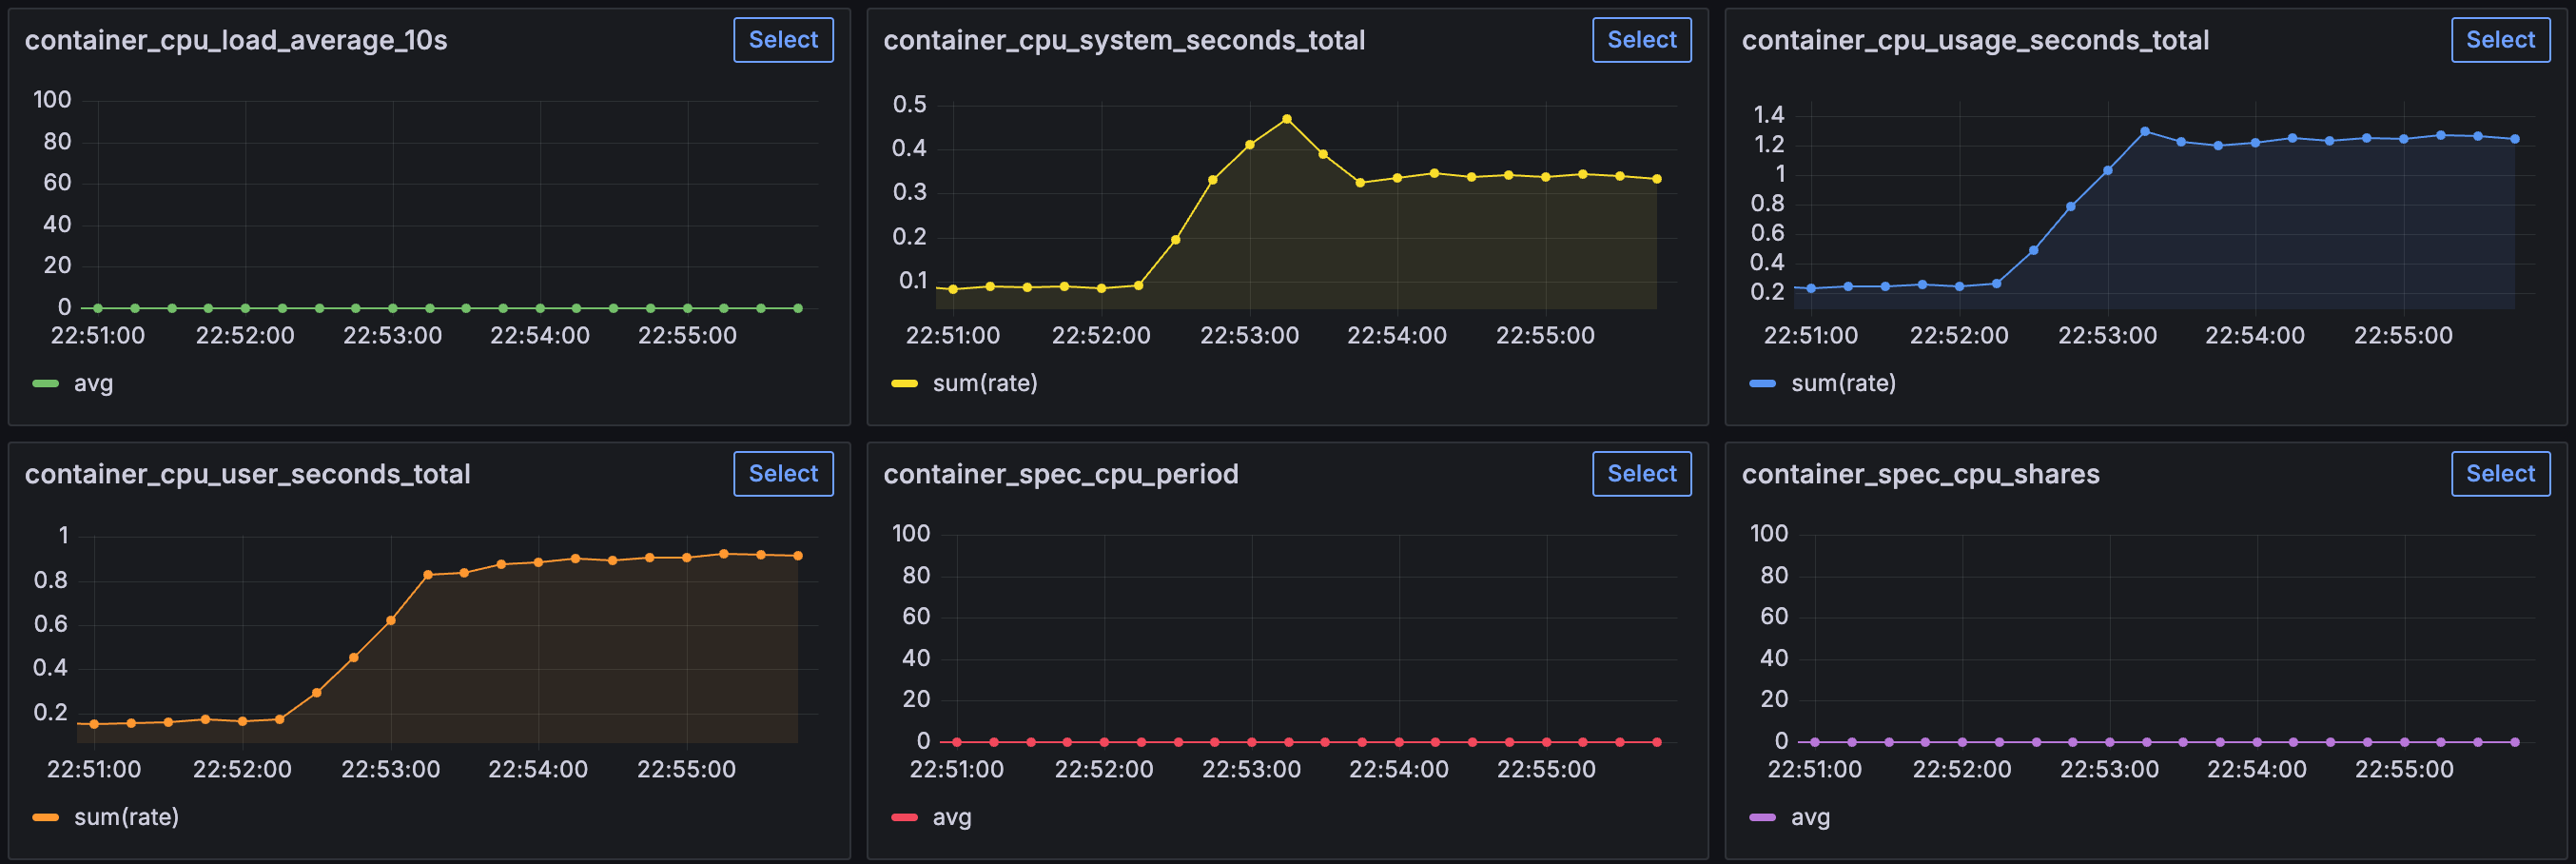 container_cpu_load_average_10s
Select
100
80
60
40
20
0
22:51:00 22:52:00 22:53:00 22:54:00 22:55:00
avg
container_cpu_system_seconds_total
Select
0.5
0.4
0.3
0.2
0.1
22:51:00 22:52:00 22:53:00 22:54:00 22:55:00
sum(rate)
container_cpu_usage_seconds_total
Select
1.4
1.2
1
0.8
0.6
0.4
0.2
22:51:00 22:52:00 22:53:00 22:54:00 22:55:00
sum(rate)
container_cpu_user_seconds_total
Select
1
0.8
0.6
0.4
0.2
22:51:00 22:52:00 22:53:00 22:54:00 22:55:00
sum(rate)
container_spec_cpu_period
Select
100
80
60
40
20
0
22:51:00 22:52:00 22:53:00 22:54:00 22:55:00
avg
container_spec_cpu_shares
Select
100
80
60
40
20
0
22:51:00 22:52:00 22:53:00 22:54:00 22:55:00
avg